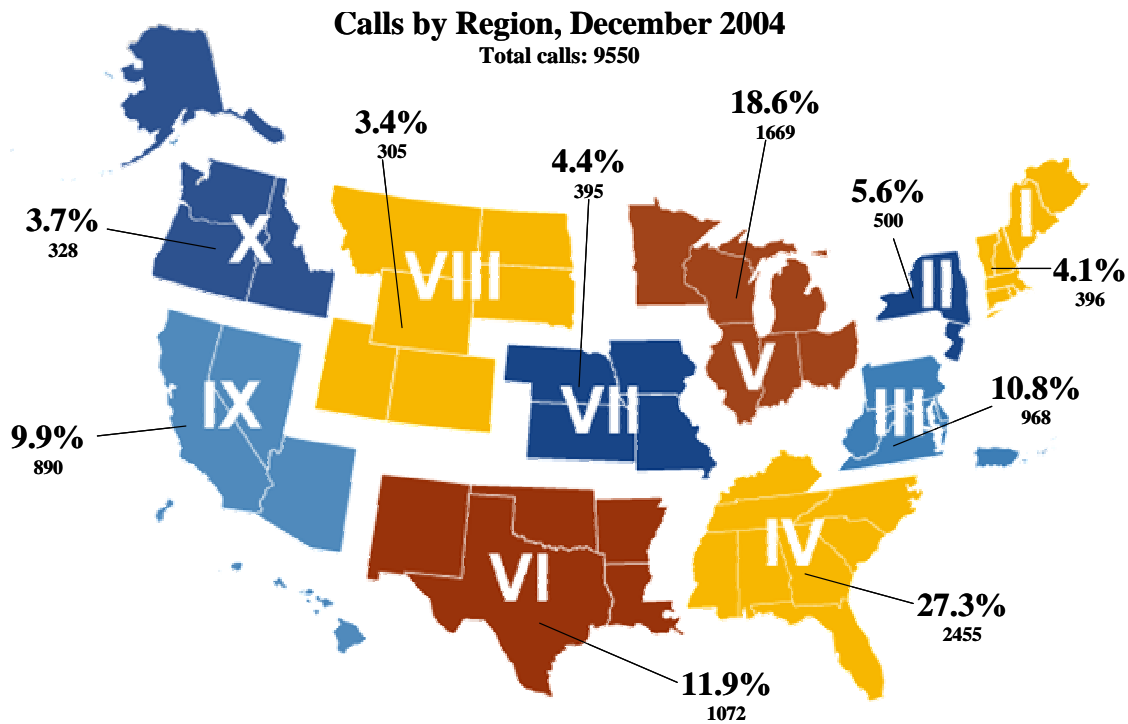 Calls by Region, December 2004
Total calls: 9550
18.6%
1669
3.4%
305
4.4%
395
5.6%
500
I
3.7%
328
X
VIII
II
4.1%
396
V
IX
VII
III
10.8%
968
9.9%
890
IV
VI
27.3%
2455
11.9%
1072